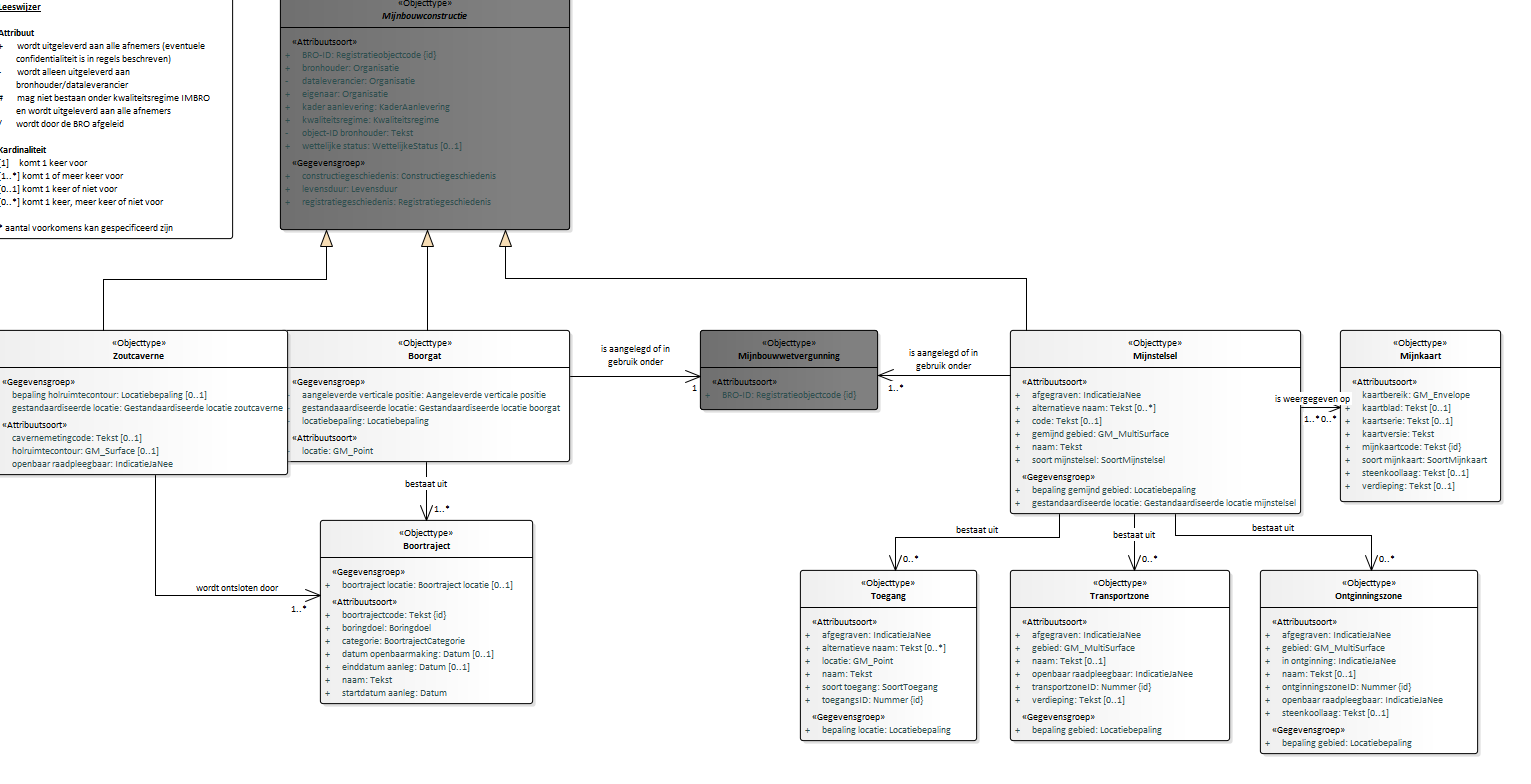 Leeswijzer
Attribuut
+ wordt uitgeleverd aan alle afnemers (eventuele
confidentialiteit is in regels beschreven)
- wordt alleen uitgeleverd aan
bronhouder/dataleverancier
# mag niet bestaan onder kwaliteitsregime IMBRO
en wordt uitgeleverd aan alle afnemers
/ wordt door de BRO afgeleid
Kardinaliteit
[1] komt 1 keer voor
[1..*] komt 1 of meer keer voor
[0..1] komt 1 keer of niet voor
[0..*] komt 1 keer, meer keer of niet voor
* aantal voorkomens kan gespecificeerd zijn
«Objecttype»
Mijnbouwconstructie
«Attribuutsoort»
+ BRO-ID: Registratieobjectcode {id}
+ bronhouder: Organisatie
- dataleverancier: Organisatie
+ eigenaar: Organisatie
+ kader aanlevering: KaderAanlevering
+ kwaliteitsregime: Kwaliteitsregime
- object-ID bronhouder: Tekst
+ wettelijke status: WettelijkeStatus [0..1]
«Gegevensgroep»
+ constructiegeschiedenis: Constructiegeschiedenis
+ levensduur: Levensduur
+ registratiegeschiedenis: Registratiegeschiedenis
«Objecttype»
Zoutcaverne
«Gegevensgroep»
bepaling holruimtecontour: Locatiebepaling [0..1]
gestandaardiseerde locatie: Gestandaardiseerde locatie zoutcaverne
«Attribuutsoort»
cavernemetingcode: Tekst [0..1]
holruimtecontour: GM_Surface [0..1]
openbaar raadpleegbaar: IndicatieJaNee
«Objecttype»
Boorgat
«Gegevensgroep»
aangeleverde verticale positie: Aangeleverde verticale positie
gestandaaardiseerde locatie: Gestandaardiseerde locatie boorgat
locatiebepaling: Locatiebepaling
«Attribuutsoort»
locatie: GM_Point
is aangelegd of in
gebruik onder
1
«Objecttype»
Mijnbouwwetvergunning
«Attribuutsoort»
+ BRO-ID: Registratieobjectcode {id}
is aangelegd of in
gebruik onder
1..*
«Objecttype»
Mijnstelsel
«Attribuutsoort»
+ afgegraven: IndicatieJaNee
+ alternatieve naam: Tekst [0..*]
+ code: Tekst [0..1]
+ gemijnd gebied: GM_MultiSurface
+ naam: Tekst
+ soort mijnstelsel: SoortMijnstelsel
«Gegevensgroep»
+ bepaling gemijnd gebied: Locatiebepaling
+ gestandaardiseerde locatie: Gestandaardiseerde locatie mijnstelsel
is weergegeven op
1..* 0..*
«Objecttype»
Mijnkaart
«Attribuutsoort»
+ kaartbereik: GM_Envelope
+ kaartblad: Tekst [0..1]
+ kaartserie: Tekst [0..1]
+ kaartversie: Tekst
+ mijnkaartcode: Tekst {id}
+ soort mijnkaart: SoortMijnkaart
+ steenkoollaag: Tekst [0..1]
+ verdieping: Tekst [0..1]
bestaat uit
1..*
wordt ontsloten door
1..*
«Objecttype»
Boortraject
«Gegevensgroep»
+ boortraject locatie: Boortraject locatie [0..1]
«Attribuutsoort»
+ boortrajectcode: Tekst {id}
+ boringdoel: Boringdoel
+ categorie: BoortrajectCategorie
+ datum openbaarmaking: Datum [0..1]
+ einddatum aanleg: Datum [0..1]
+ naam: Tekst
+ startdatum aanleg: Datum
bestaat uit
0..*
bestaat uit
0..*
bestaat uit
0..*
«Objecttype»
Toegang
«Attribuutsoort»
+ afgegraven: IndicatieJaNee
+ alternatieve naam: Tekst [0..*]
+ locatie: GM_Point
+ naam: Tekst
+ soort toegang: SoortToegang
+ toegangsID: Nummer {id}
«Gegevensgroep»
+ bepaling locatie: Locatiebepaling
«Objecttype»
Transportzone
«Attribuutsoort»
+ afgegraven: IndicatieJaNee
+ gebied: GM_MultiSurface
+ naam: Tekst [0..1]
+ openbaar raadpleegbaar: IndicatieJaNee
+ transportzoneID: Nummer {id}
+ verdieping: Tekst [0..1]
«Gegevensgroep»
+ bepaling gebied: Locatiebepaling
«Objecttype»
Ontginningszone
«Attribuutsoort»
+ afgegraven: IndicatieJaNee
+ gebied: GM_MultiSurface
+ in ontginning: IndicatieJaNee
+ naam: Tekst [0..1]
+ ontginningszoneID: Nummer {id}
+ openbaar raadpleegbaar: IndicatieJaNee
+ steenkoollaag: Tekst [0..1]
«Gegevensgroep»
+ bepaling gebied: Locatiebepaling